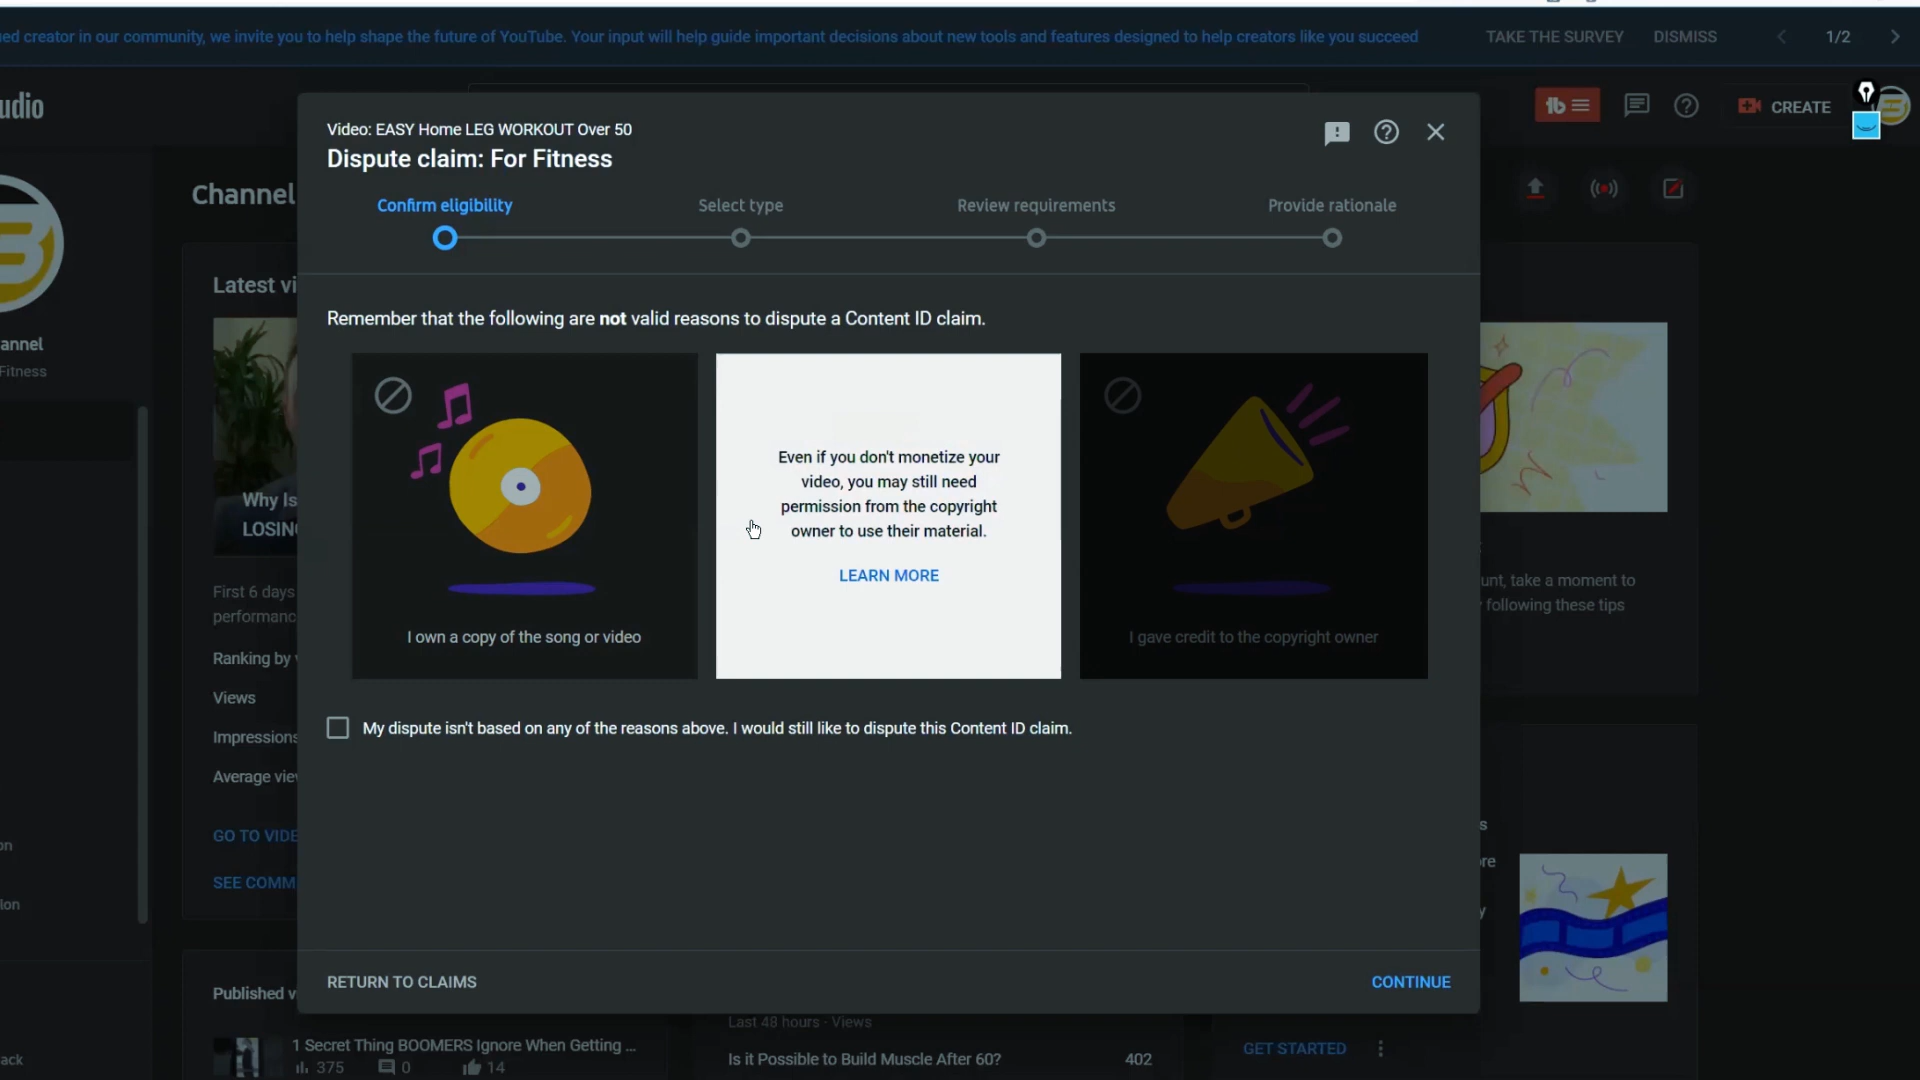 ed creator in our community, we invite you to help shape the future of YouTube. Your input will help guide important decisions about new tools and features designed to help creators like you succeed
TAKE THE SURVEY
DISMISS
1/2
udio
CREATE
Video: EASY Home LEG WORKOUT Over 50
Dispute claim: For Fitness
Confirm eligibility
Select type
Review requirements
Provide rationale
Channel
Latest vi
Remember that the following are not valid reasons to dispute a Content ID claim.
annel
Fitness
Why Is
LOSIN
Even if you don't monetize your
video, you may still need
permission from the copyright
owner to use their material.
LEARN MORE
I own a copy of the song or video
I gave credit to the copyright owner
First 6 days
performanc
unt, take a moment to
following these tips
Ranking by
Views
Impressions
Average vie
My dispute isn't based on any of the reasons above. I would still like to dispute this Content ID claim.
GO TO VIDE
SEE COMM
on
ion
s
re
y
RETURN TO CLAIMS
CONTINUE
Published v
Last 48 hours · Views
1 Secret Thing BOOMERS Ignore When Getting ...
375
0
14
Is it Possible to Build Muscle After 60?
402
GET STARTED
ack